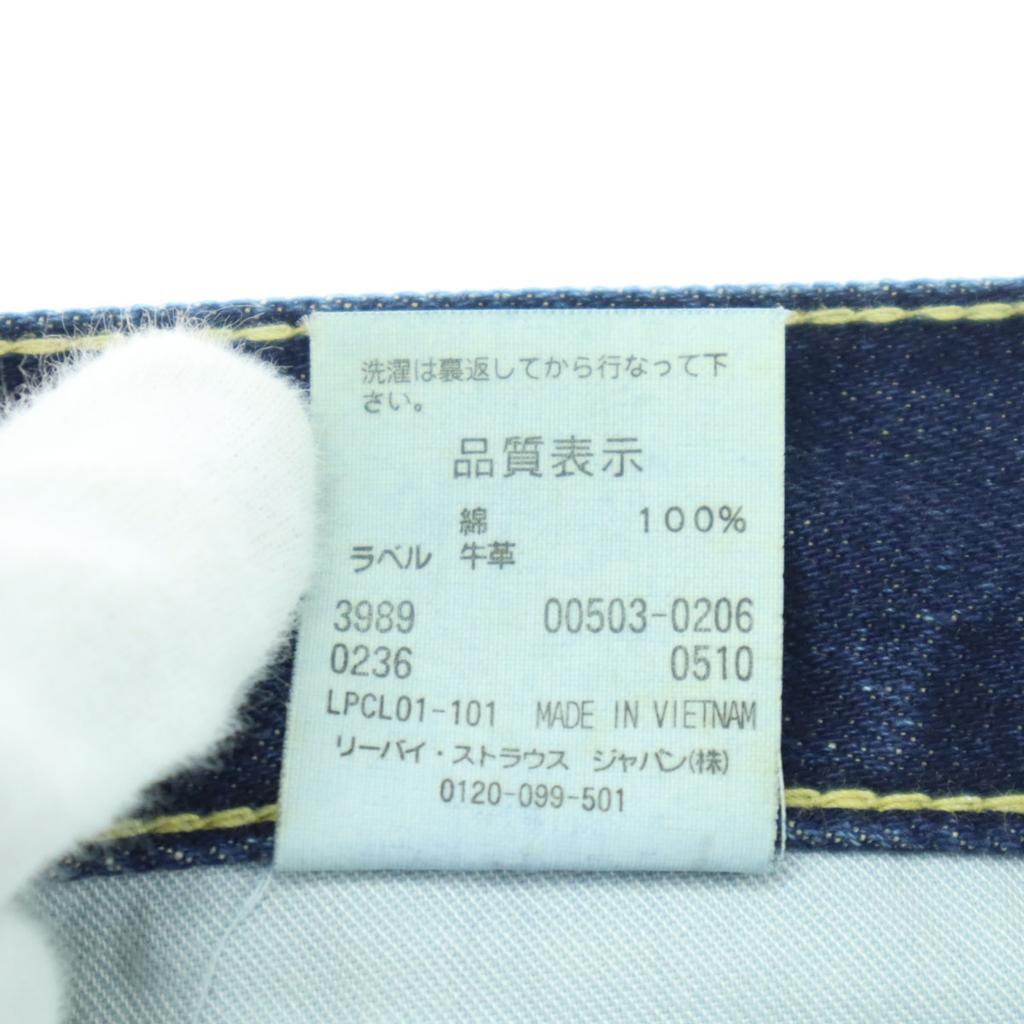 洗濯は裏返してから行なって下
さい。
品質表示
綿 100%
ラベル 牛革
3989 00503-0206
0236 0510
LPCL01-101 MADE IN VIETNAM
リーバイ・ストラウス ジャパン(株)
0120-099-501